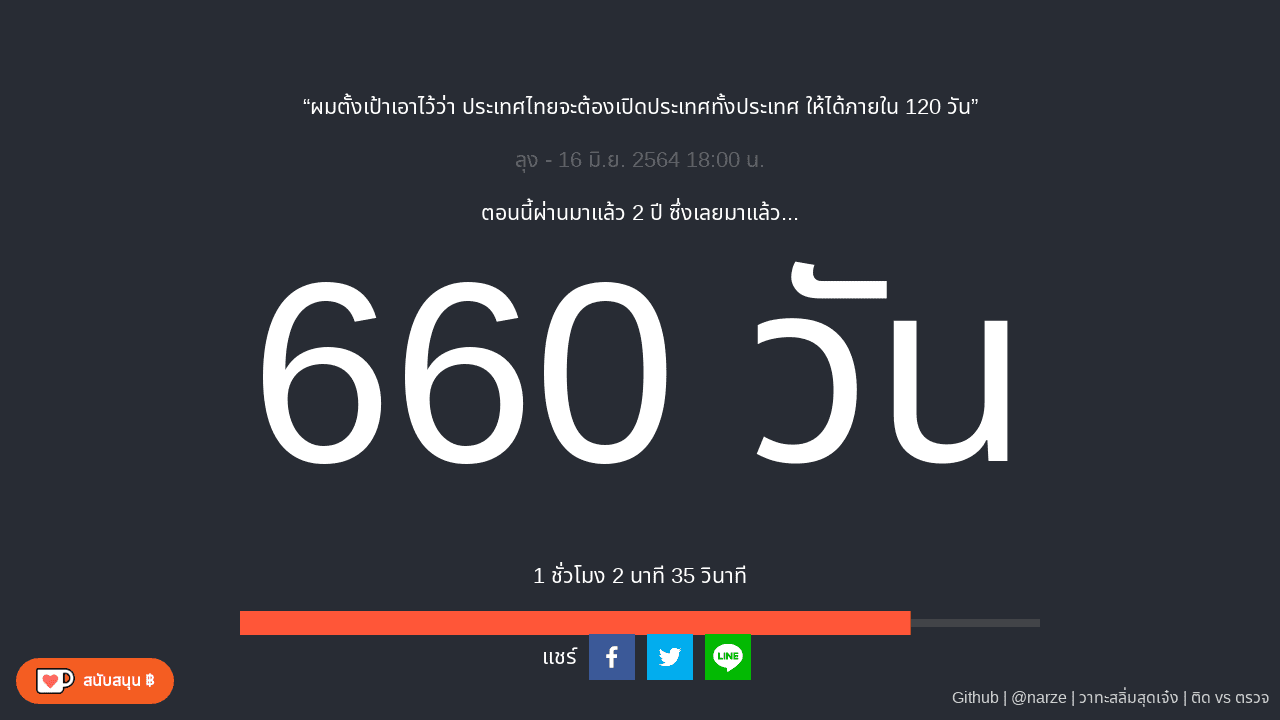 “ผมตั้งเป้าเอาไว้ว่า ประเทศไทยจะต้องเปิดประเทศทั้งประเทศ ให้ได้ภายใน 120 วัน”
ลุง - 16 มิ.ย. 2564 18:00 น.
ตอนนี้ผ่านมาแล้ว 2 ปี ซึ่งเลยมาแล้ว...
660 วัน
1 ชั่วโมง 2 นาที 35 วินาที
แชร์
LINE
สนับสนุน ฿
Github | @narze | วาทะสลิ่มสุดเจ๋ง | ติด vs ตรวจ